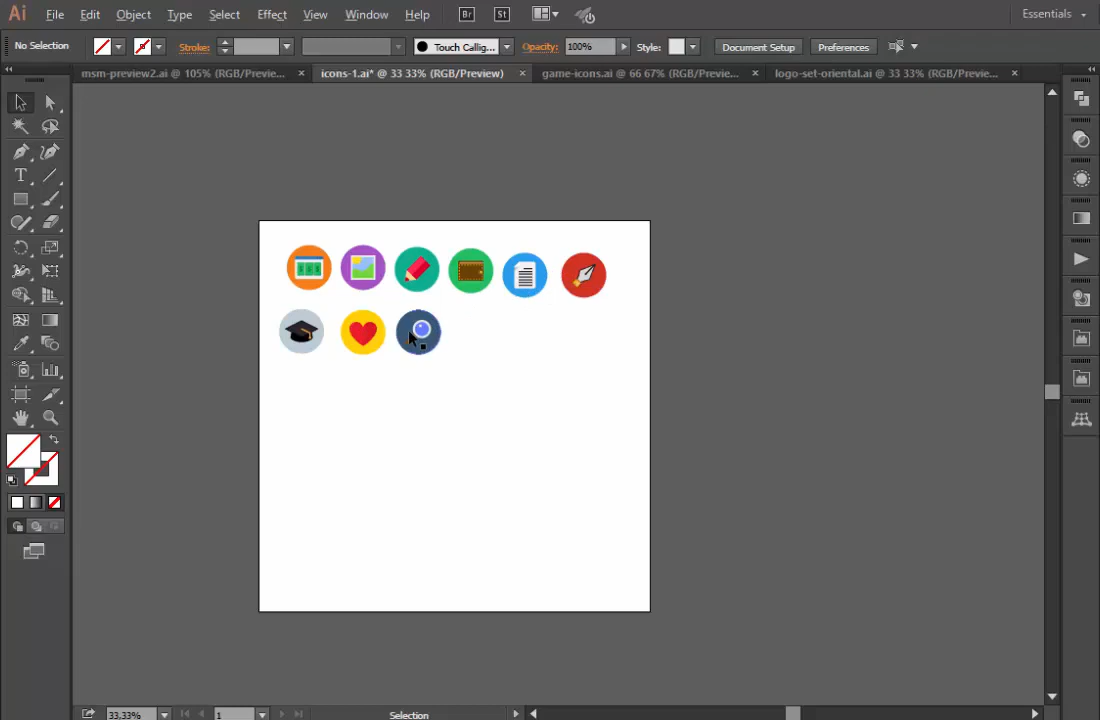 Ai File Edit Object Type Select Effect View Window Help Br St Essentials
No Selection Stroke: Touch Callig... Opacity: 100% Style: Document Setup Preferences
msm-preview2.ai @ 105% (RGB/Previe... × icons-1.ai* @ 33 33% (RGB/Preview) × game-icons.ai @ 66 67% (RGB/Previe... × logo-set-oriental.ai @ 33 33% (RGB/Previe... ×
T
33.33% 1 Selection